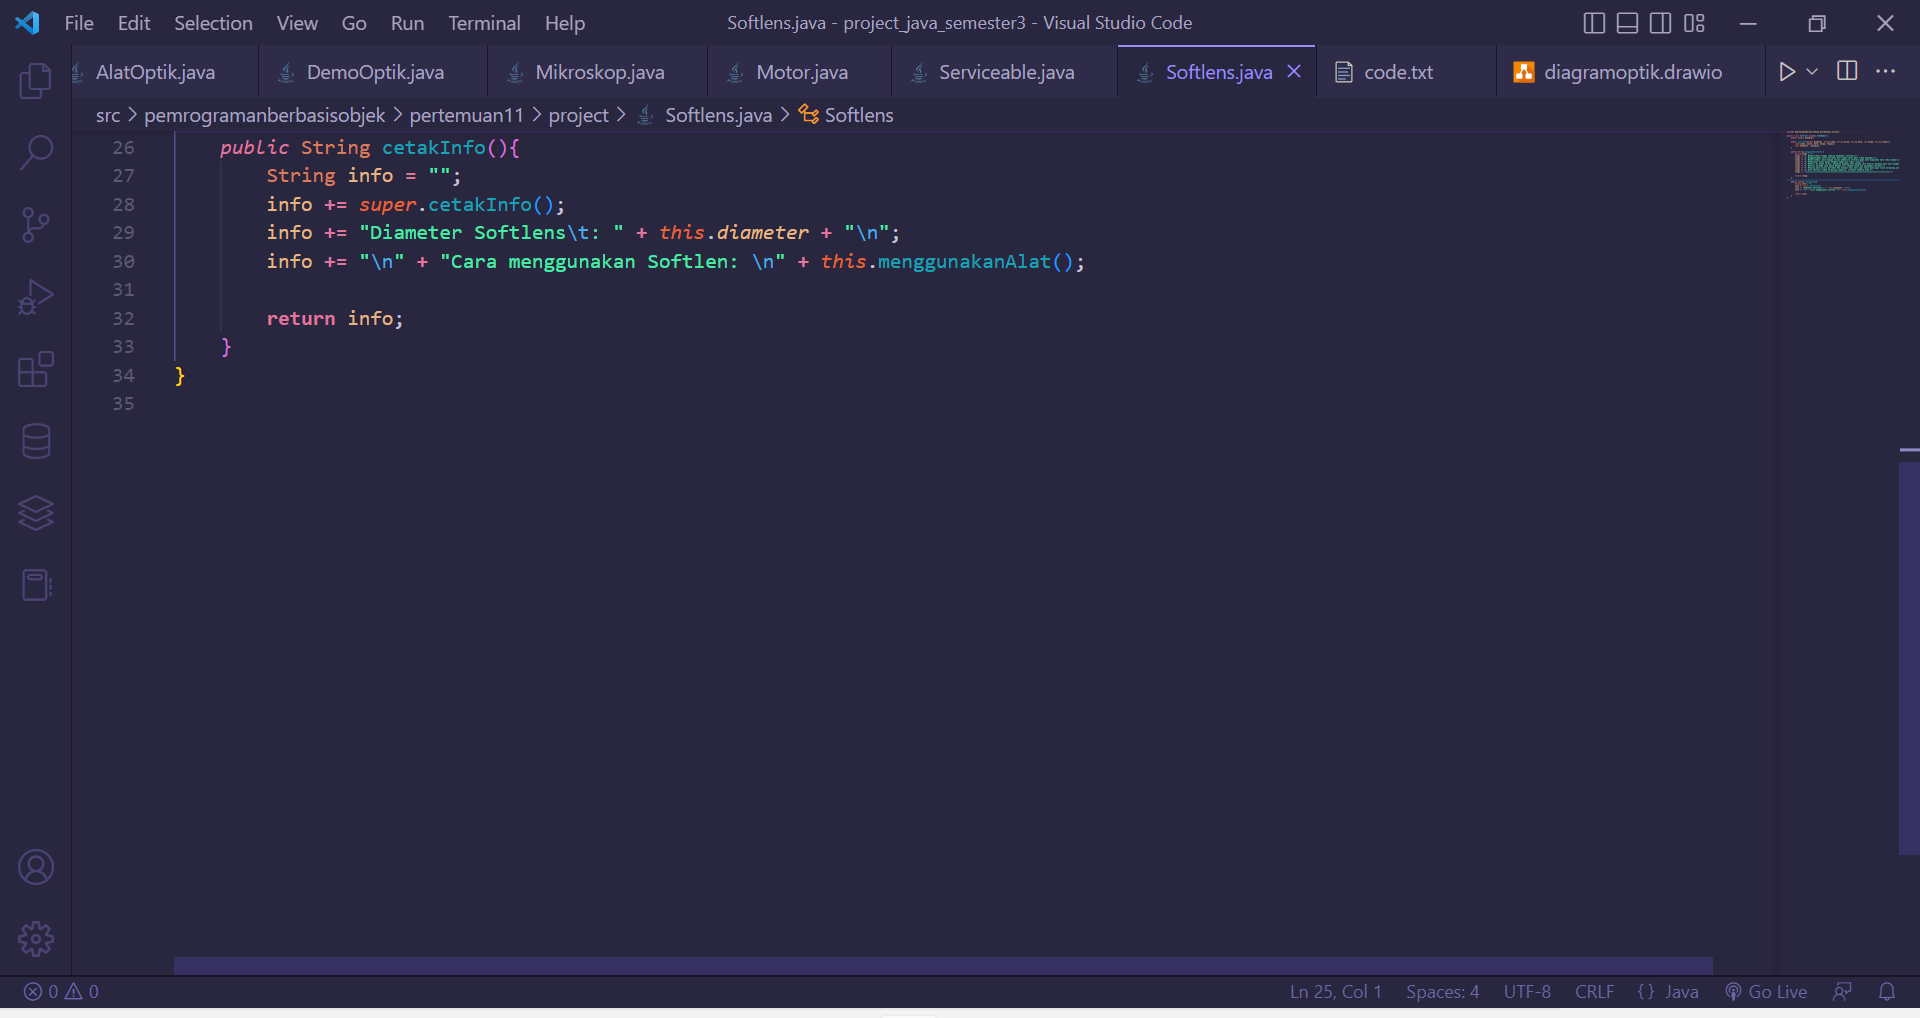 File Edit Selection View Go Run Terminal Help Softlens.java - project_java_semester3 - Visual Studio Code
AlatOptik.java DemoOptik.java Mikroskop.java Motor.java Serviceable.java Softlens.java code.txt diagramoptik.drawio
src > pemrogramanberbasisobjek > pertemuan11 > project > Softlens.java > Softlens
26 public String cetakInfo(){
27 String info = "";
28 info += super.cetakInfo();
29 info += "Diameter Softlens\t: " + this.diameter + "\n";
30 info += "\n" + "Cara menggunakan Softlen: \n" + this.menggunakanAlat();
31
32 return info;
33 }
34 }
35
0 0 Ln 25, Col 1 Spaces: 4 UTF-8 CRLF {} Java Go Live